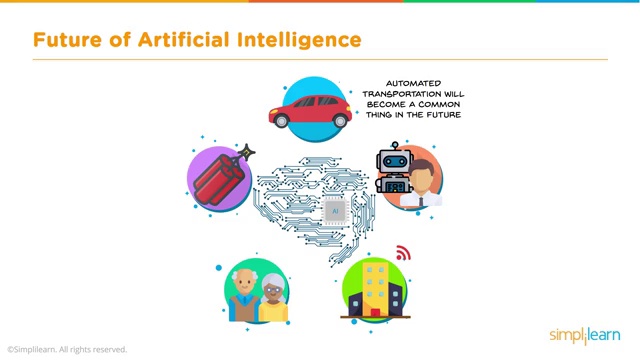 Future of Artificial Intelligence
AUTOMATED
TRANSPORTATION WILL
BECOME A COMMON
THING IN THE FUTURE
AI
©Simplilearn. All rights reserved.
simplilearn